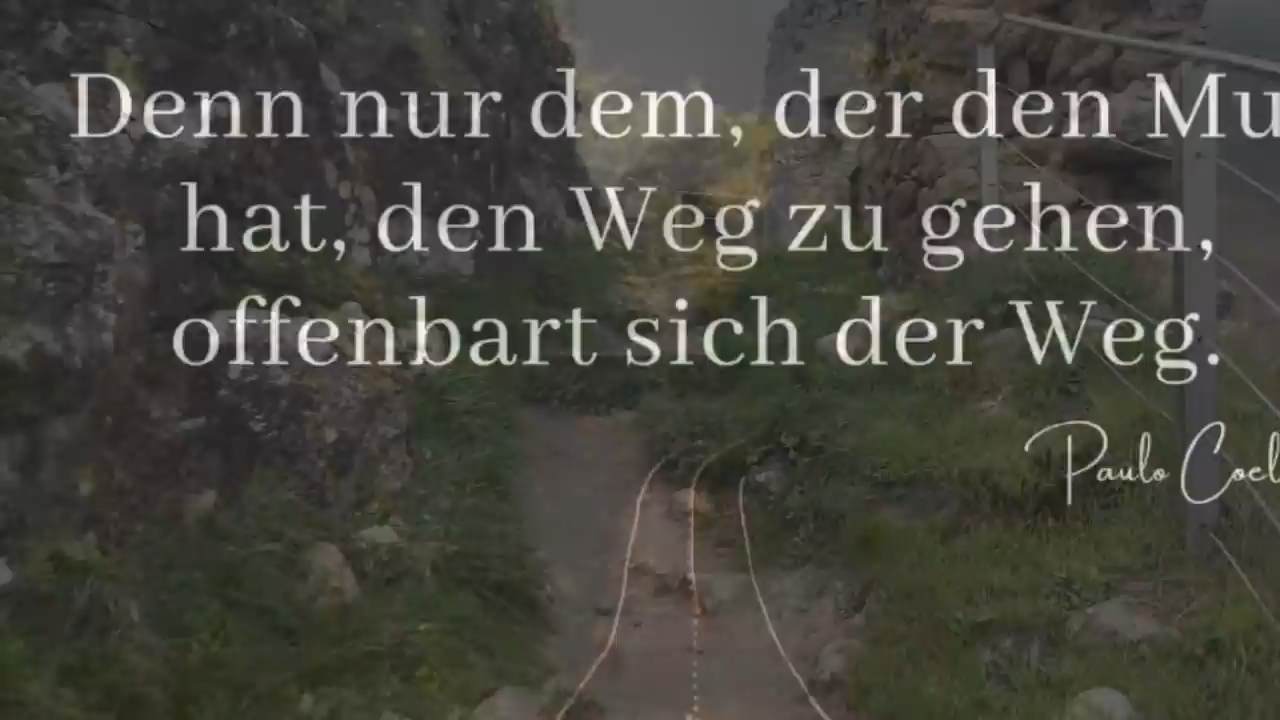 Denn nur dem, der den Mu
hat, den Weg zu gehen,
offenbart sich der Weg.
Paulo Coel